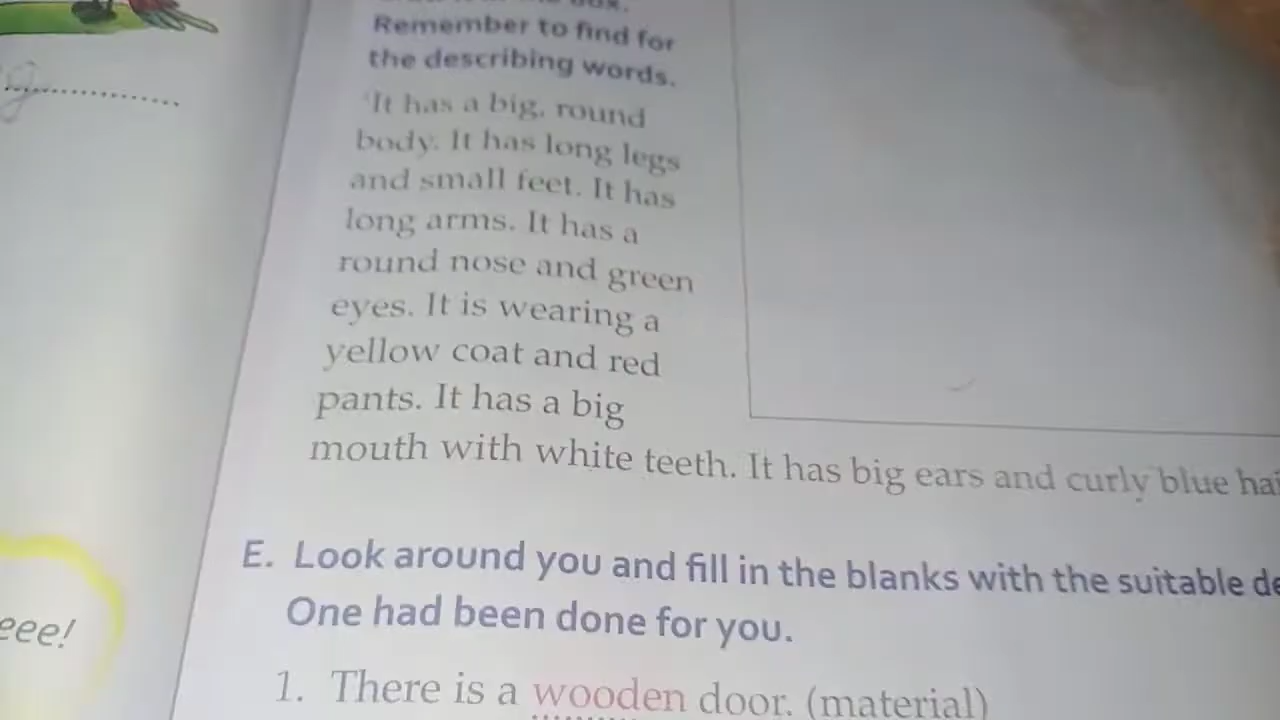 Remember to find for
the describing words.
'It has a big, round
body. It has long legs
and small feet. It has
long arms. It has a
round nose and green
eyes. It is wearing a
yellow coat and red
pants. It has a big
mouth with white teeth. It has big ears and curly blue hai
E. Look around you and fill in the blanks with the suitable de
One had been done for you.
eee!
1. There is a wooden door. (material)